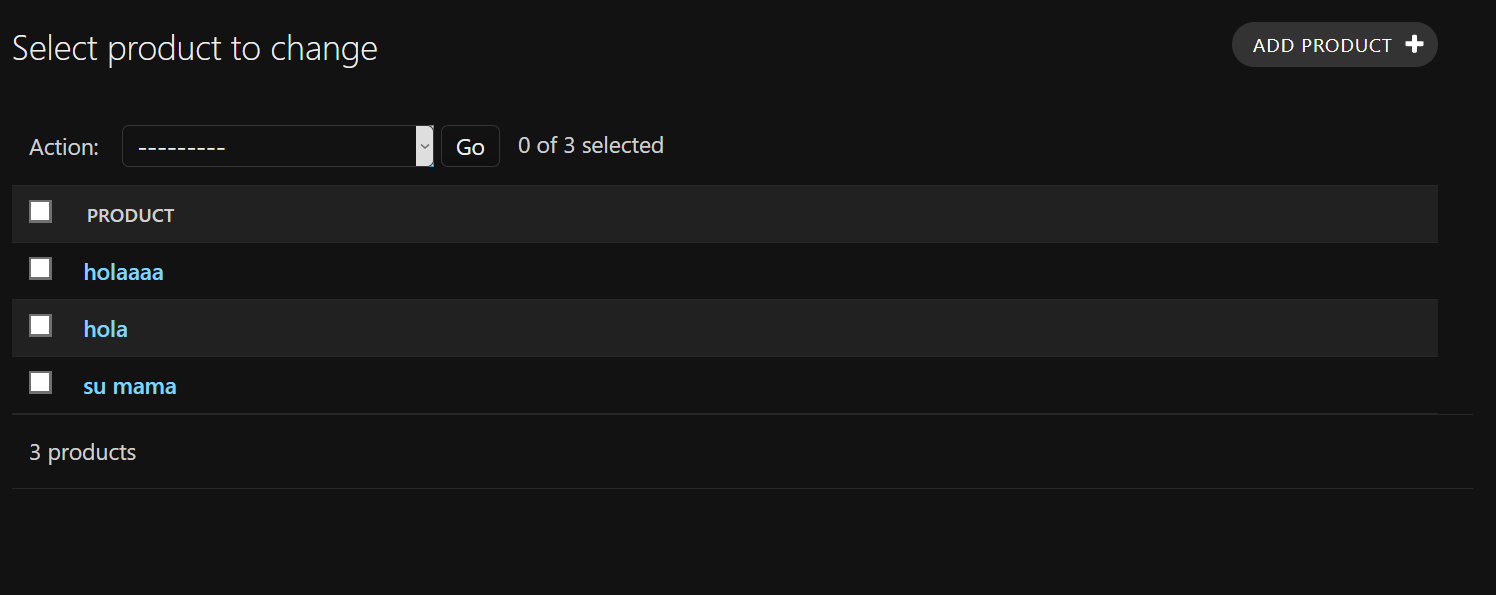 Select product to change
ADD PRODUCT +
Action: --------- Go 0 of 3 selected
PRODUCT
holaaaa
hola
su mama
3 products